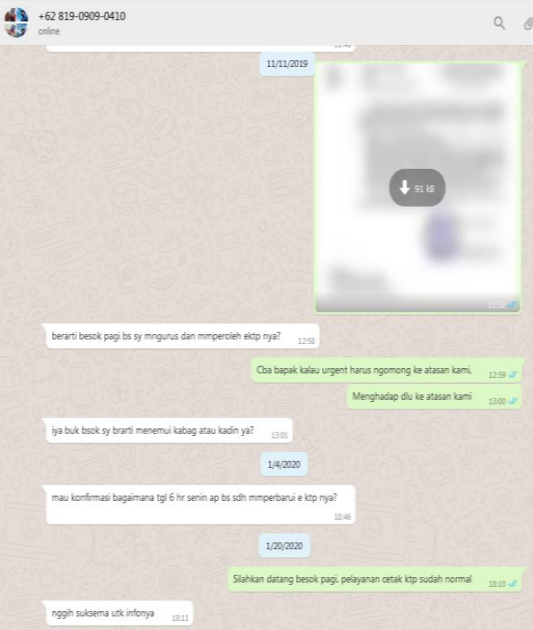 +62 819-0909-0410
online
11/11/2019
91 kB
12:52
berarti besok pagi bs sy mngurus dan mmperoleh ektp nya? 12:58
Cba bapak kalau urgent harus ngomong ke atasan kami. 12:59
Menghadap dlu ke atasan kami 13:00
iya buk bsok sy brarti menemui kabag atau kadin ya? 13:01
1/4/2020
mau konfirmasi bagaimana tgl 6 hr senin ap bs sdh mmperbarui e ktp nya?
18:46
1/20/2020
Silahkan datang besok pagi, pelayanan cetak ktp sudah normal 18:10
nggih suksema utk infonya 18:11